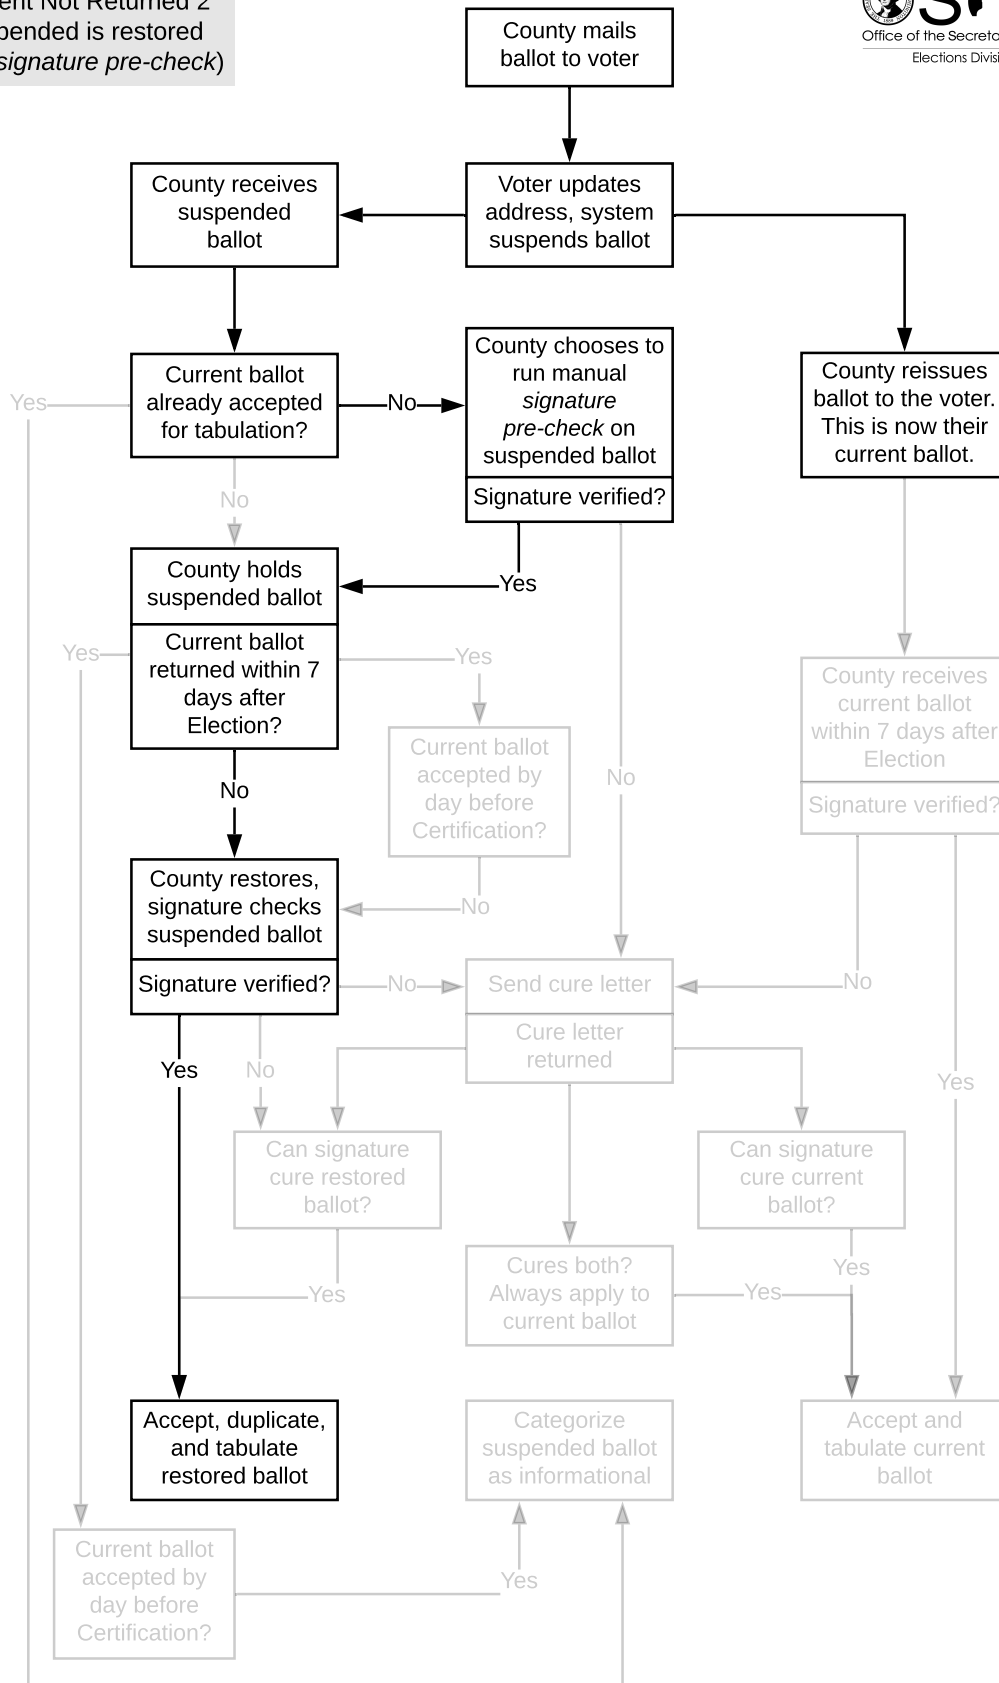 Not Returned 2
is restored
signature pre-check)
Office of the
Elections
County mails
ballot to voter
County receives
suspended
ballot
Voter updates
address, system
suspends ballot
Current ballot
already accepted
for tabulation?
Yes
No
No
County chooses to
run manual
signature
pre-check on
suspended ballot
Signature verified?
County reissues
ballot to the voter.
This is now their
current ballot.
Yes
No
County holds
suspended ballot
Current ballot
returned within 7
days after
Election?
Yes
Yes
No
Current ballot
accepted by
day before
Certification?
No
County receives
current ballot
within 7 days after
Election
Signature verified?
No
Yes
County restores,
signature checks
suspended ballot
Signature verified?
No
Yes
No
Send cure letter
Cure letter
returned
Can signature
cure restored
ballot?
Yes
Can signature
cure current
ballot?
Yes
Cures both?
Always apply to
current ballot
Yes
Accept, duplicate,
and tabulate
restored ballot
Categorize
suspended ballot
as informational
Accept and
tabulate current
ballot
Current ballot
accepted by
day before
Certification?
Yes